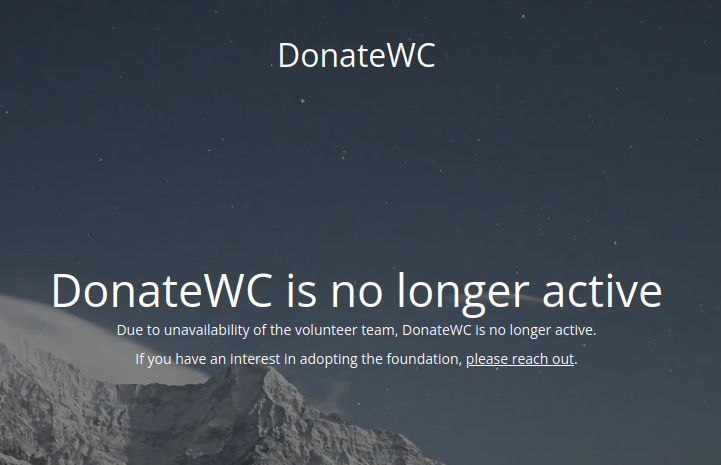 DonateWC
DonateWC is no longer active
Due to unavailability of the volunteer team, DonateWC is no longer active.
If you have an interest in adopting the foundation, please reach out.